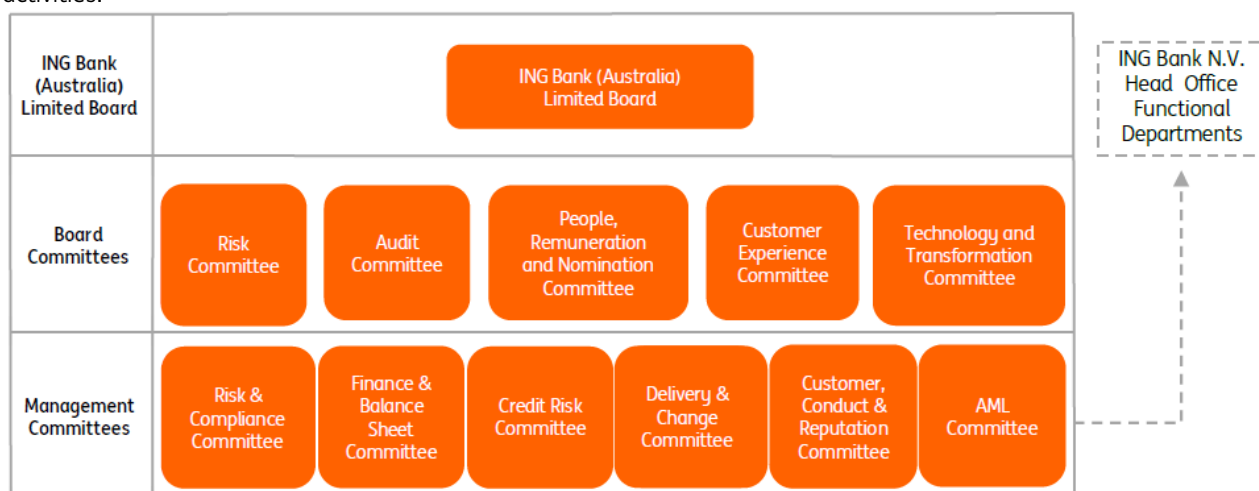 activities.
ING Bank
(Australia)
Limited Board
ING Bank (Australia)
Limited Board
ING Bank N.V.
Head Office
Functional
Departments
Board
Committees
Risk
Committee
Audit
Committee
People,
Remuneration
and Nomination
Committee
Customer
Experience
Committee
Technology and
Transformation
Committee
Management
Committees
Risk &
Compliance
Committee
Finance &
Balance
Sheet
Committee
Credit Risk
Committee
Delivery &
Change
Committee
Customer,
Conduct &
Reputation
Committee
AML
Committee